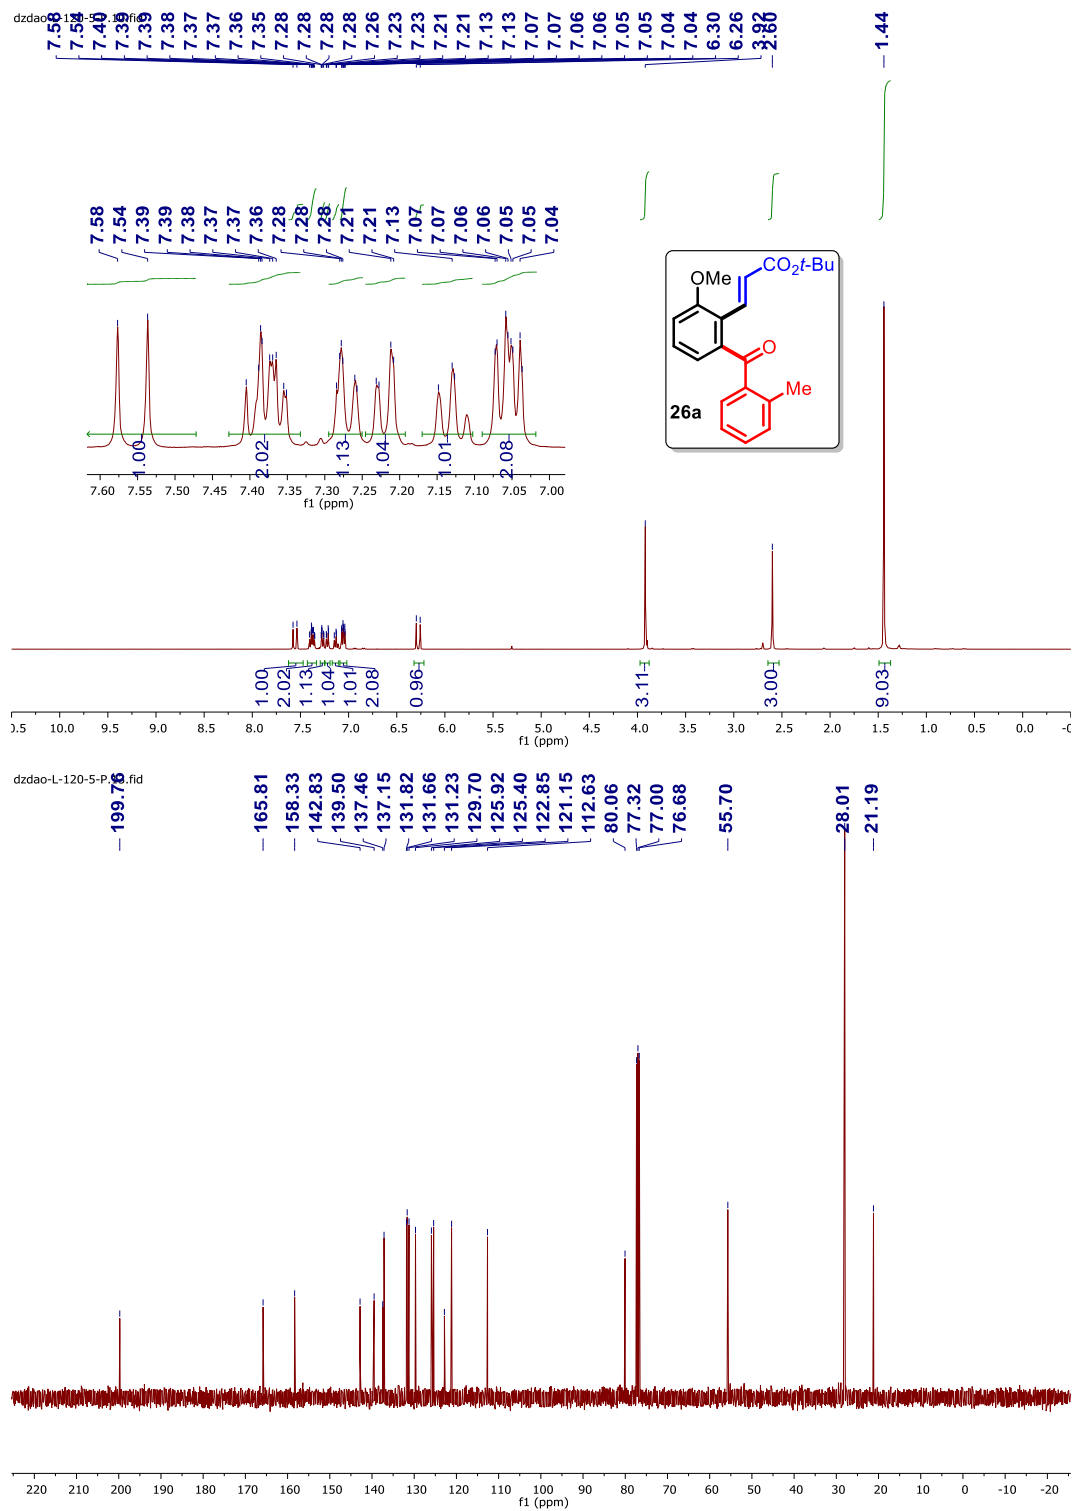 dzdao-L-120-5-P.10.fid
7.58 7.54 7.40 7.39 7.39 7.38 7.37 7.37 7.36 7.35 7.28 7.28 7.28 7.28 7.26 7.23 7.23 7.21 7.21 7.13 7.13 7.07 7.07 7.06 7.06 7.05 7.05 7.04 7.04 6.30 6.26 3.92 2.60 1.44
7.58 7.54 7.39 7.39 7.38 7.37 7.37 7.36 7.28 7.28 7.28 7.21 7.21 7.13 7.07 7.07 7.06 7.06 7.05 7.05 7.04
CO2t-Bu
OMe
O
Me
26a
1.00 2.02 1.13 1.04 1.01 2.08
7.60 7.55 7.50 7.45 7.40 7.35 7.30 7.25 7.20 7.15 7.10 7.05 7.00
f1 (ppm)
1.00 2.02 1.13 1.04 1.01 2.08 0.96 3.11 3.00 9.03
0.5 10.0 9.5 9.0 8.5 8.0 7.5 7.0 6.5 6.0 5.5 5.0 4.5 4.0 3.5 3.0 2.5 2.0 1.5 1.0 0.5 0.0 -0
f1 (ppm)
199.76 165.81 158.33 142.83 139.50 137.46 137.15 131.82 131.66 131.23 129.70 125.92 125.40 122.85 121.15 112.63 80.06 77.32 77.00 76.68 55.70 28.01 21.19
220 210 200 190 180 170 160 150 140 130 120 110 100 90 80 70 60 50 40 30 20 10 0 -10 -20
f1 (ppm)